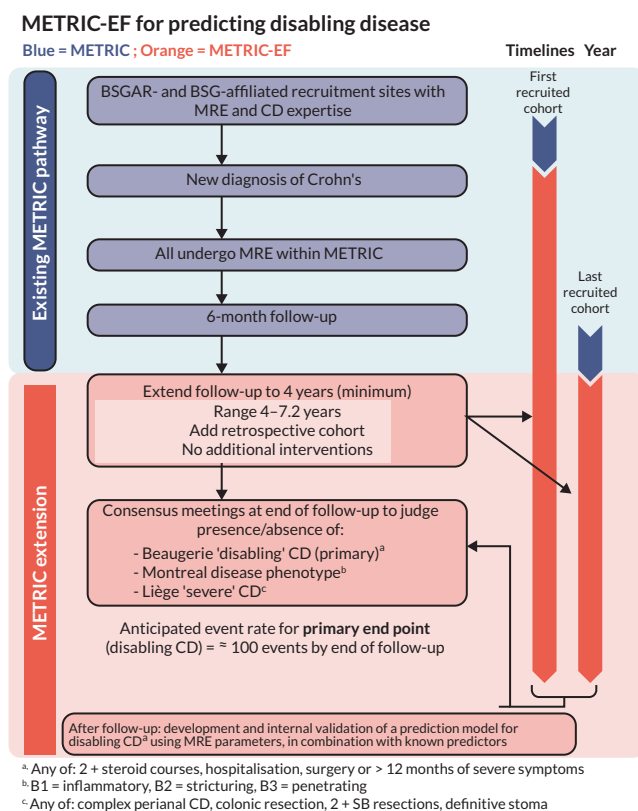 METRIC-EF for predicting disabling disease
Blue = METRIC ; Orange = METRIC-EF
Timelines Year
First
recruited
cohort
Existing METRIC pathway
BSGAR- and BSG-affiliated recruitment sites with
MRE and CD expertise
New diagnosis of Crohn's
All undergo MRE within METRIC
6-month follow-up
Last
recruited
cohort
METRIC extension
Extend follow-up to 4 years (minimum)
Range 4–7.2 years
Add retrospective cohort
No additional interventions
Consensus meetings at end of follow-up to judge
presence/absence of:
- Beaugerie 'disabling' CD (primary)ᵃ
- Montreal disease phenotypeᵇ
- Liège 'severe' CDᶜ
Anticipated event rate for primary end point
(disabling CD) = ≈ 100 events by end of follow-up
After follow-up: development and internal validation of a prediction model for
disabling CDᵃ using MRE parameters, in combination with known predictors
a. Any of: 2 + steroid courses, hospitalisation, surgery or > 12 months of severe symptoms
b. B1 = inflammatory, B2 = stricturing, B3 = penetrating
c. Any of: complex perianal CD, colonic resection, 2 + SB resections, definitive stoma